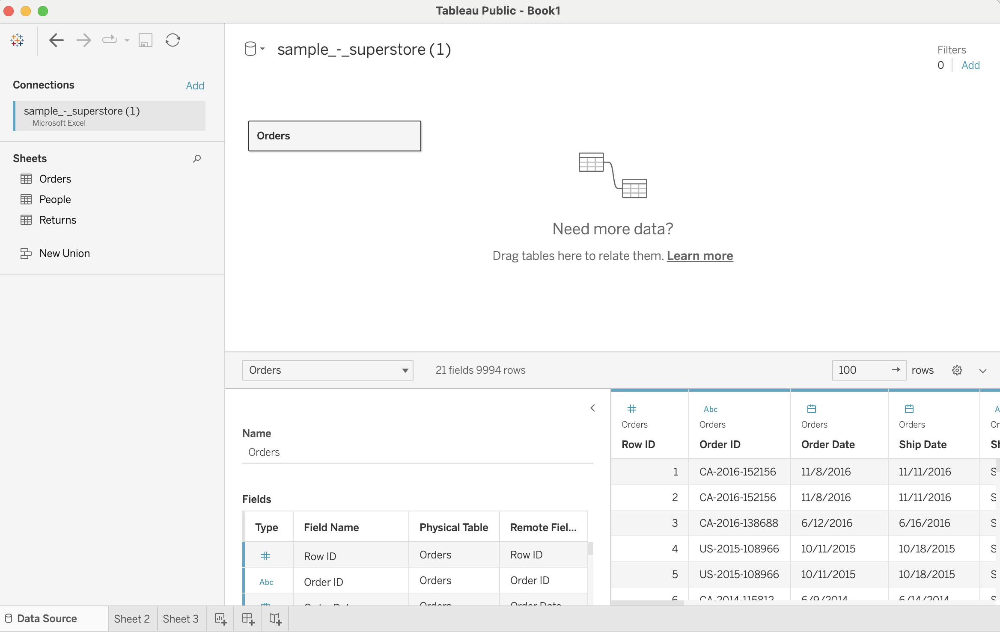 Tableau Public - Book1
sample_-_superstore (1)
Filters
0 Add
Connections Add
sample_-_superstore (1)
Microsoft Excel
Sheets
Orders
People
Returns
New Union
Orders
Need more data?
Drag tables here to relate them. Learn more
Orders 21 fields 9994 rows 100 rows
Name
Orders
Fields
Type Field Name Physical Table Remote Fiel...
# Row ID Orders Row ID
Abc Order ID Orders Order ID
Orders Order Date
# Abc
Orders Orders Orders Orders
Row ID Order ID Order Date Ship Date
1 CA-2016-152156 11/8/2016 11/11/2016 S
2 CA-2016-152156 11/8/2016 11/11/2016 S
3 CA-2016-138688 6/12/2016 6/16/2016 S
4 US-2015-108966 10/11/2015 10/18/2015 S
5 US-2015-108966 10/11/2015 10/18/2015 S
6 CA-2014-115812 6/9/2014 6/14/2014
Data Source Sheet 2 Sheet 3